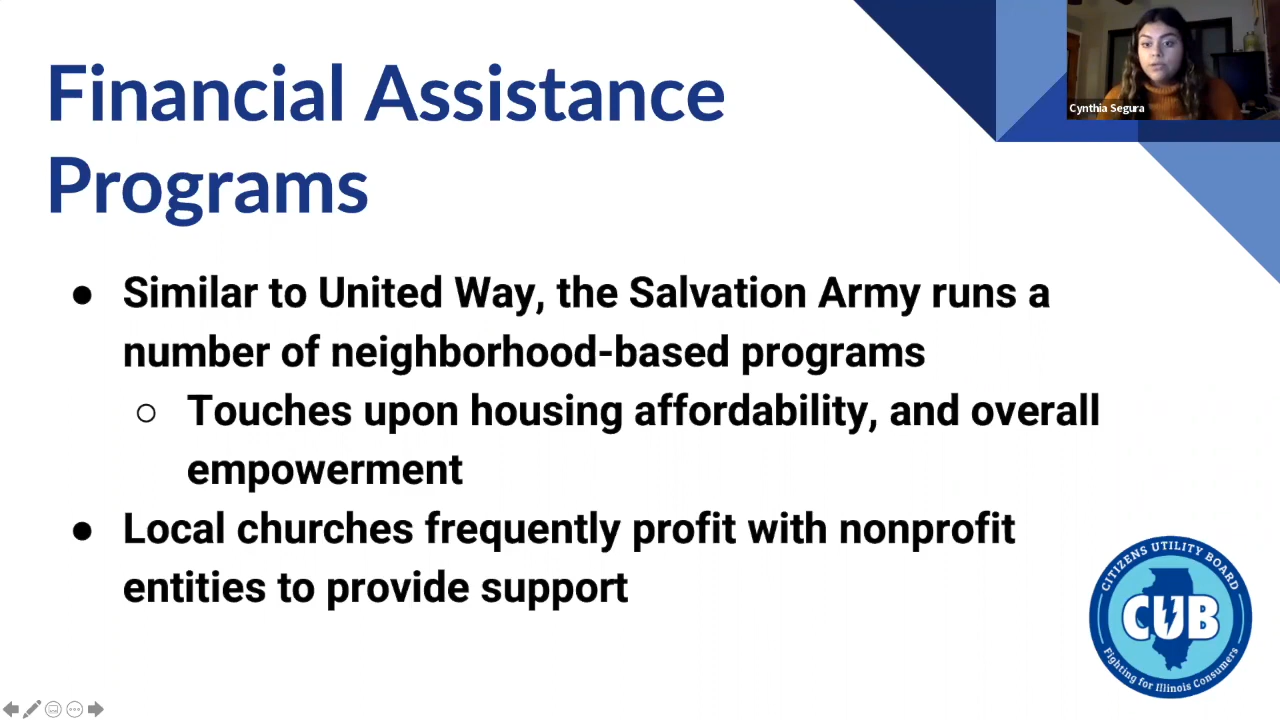 Financial Assistance
Programs
Cynthia Segura
● Similar to United Way, the Salvation Army runs a
number of neighborhood-based programs
○ Touches upon housing affordability, and overall
empowerment
● Local churches frequently profit with nonprofit
entities to provide support
CITIZENS UTILITY BOARD
CUB
Fighting for Illinois Consumers